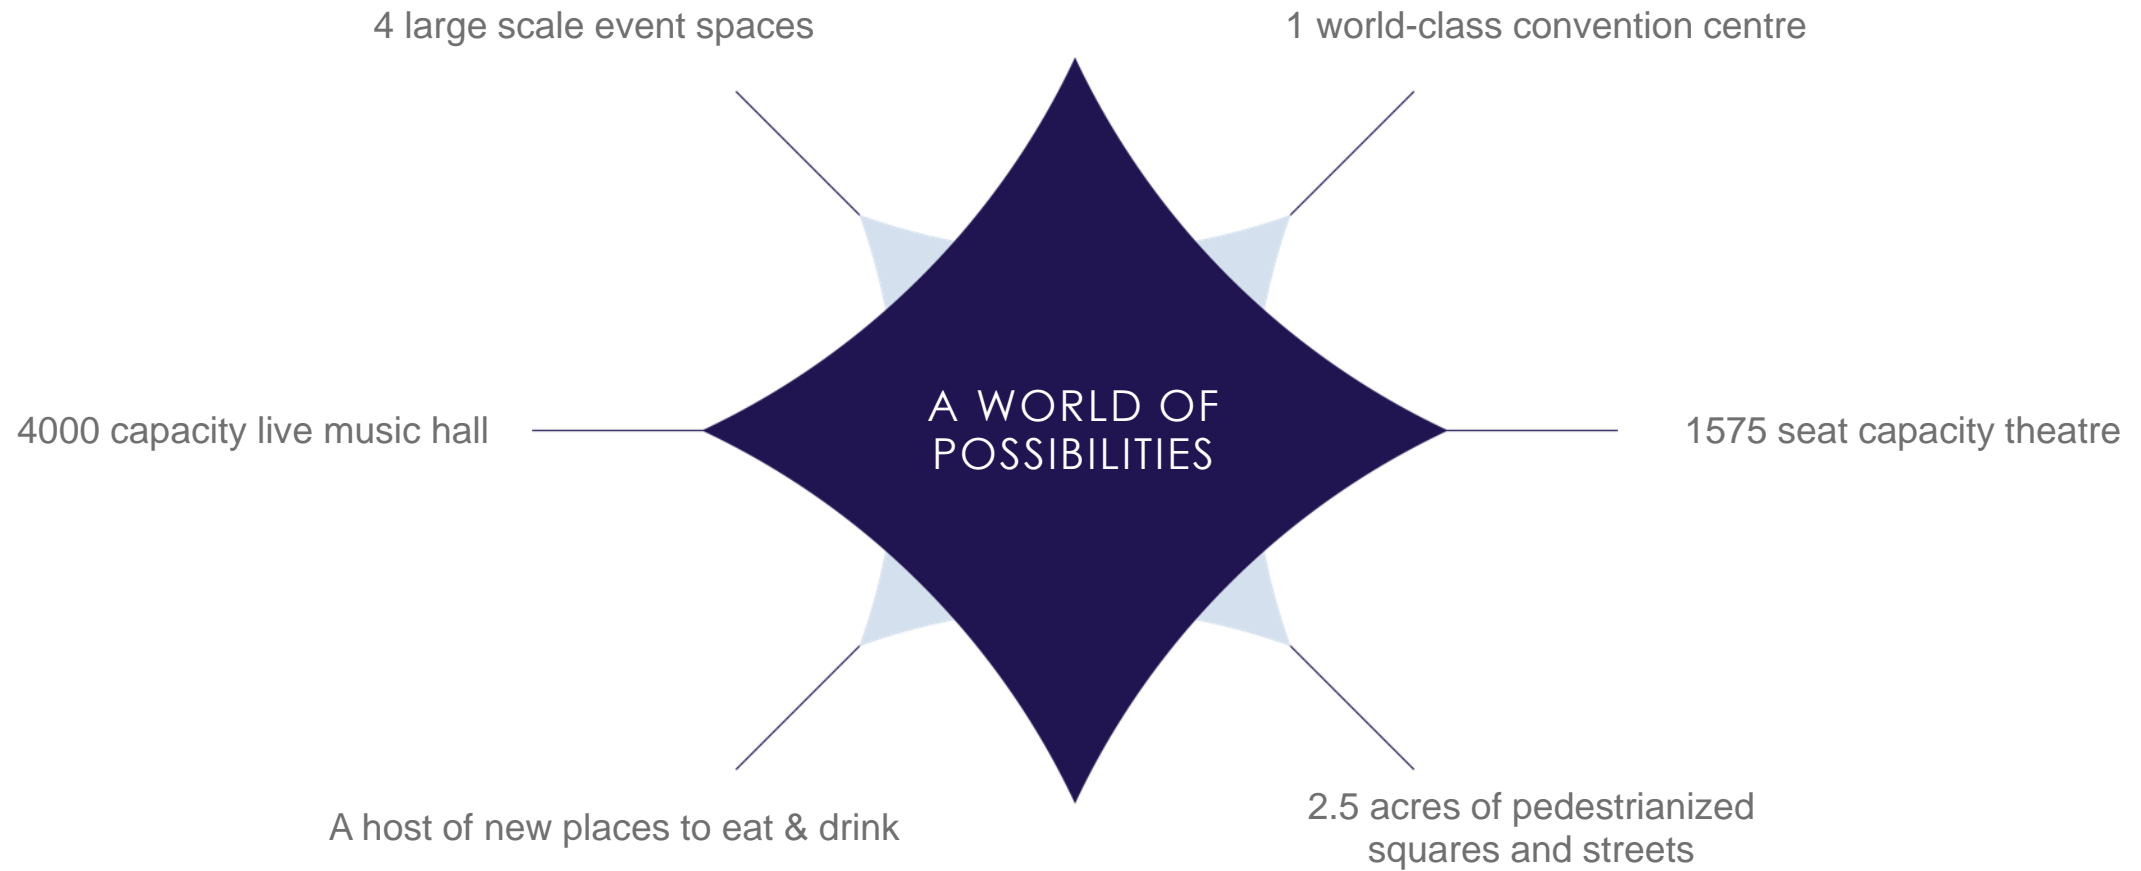 4 large scale event spaces
1 world-class convention centre
A WORLD OF
POSSIBILITIES
4000 capacity live music hall
1575 seat capacity theatre
A host of new places to eat & drink
2.5 acres of pedestrianized
squares and streets